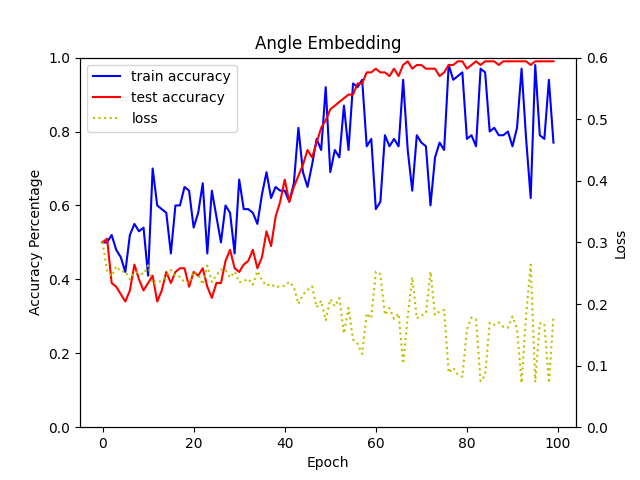 Angle Embedding
train accuracy
test accuracy
loss
Accuracy Percentage
1.0
0.8
0.6
0.4
0.2
0.0
0 20 40 60 80 100
Epoch
0.6
0.5
0.4
0.3
0.2
0.1
0.0
Loss